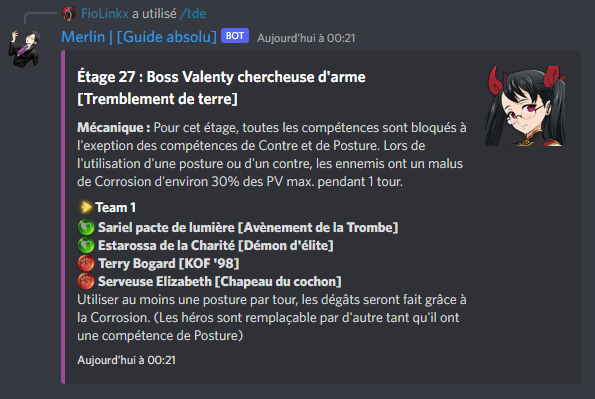 FioLinkx a utilisé /tde
Merlin | [Guide absolu] BOT Aujourd'hui à 00:21
Étage 27 : Boss Valenty chercheuse d'arme
[Tremblement de terre]
Mécanique : Pour cet étage, toutes les compétences sont bloqués à
l'exeption des compétences de Contre et de Posture. Lors de
l'utilisation d'une posture ou d'un contre, les ennemis ont un malus
de Corrosion d'environ 30% des PV max. pendant 1 tour.
Team 1
Sariel pacte de lumière [Avènement de la Trombe]
Estarossa de la Charité [Démon d'élite]
Terry Bogard [KOF '98]
Serveuse Elizabeth [Chapeau du cochon]
Utiliser au moins une posture par tour, les dégâts seront fait grâce à
la Corrosion. (Les héros sont remplaçable par d'autre tant qu'il ont
une compétence de Posture)
Aujourd'hui à 00:21